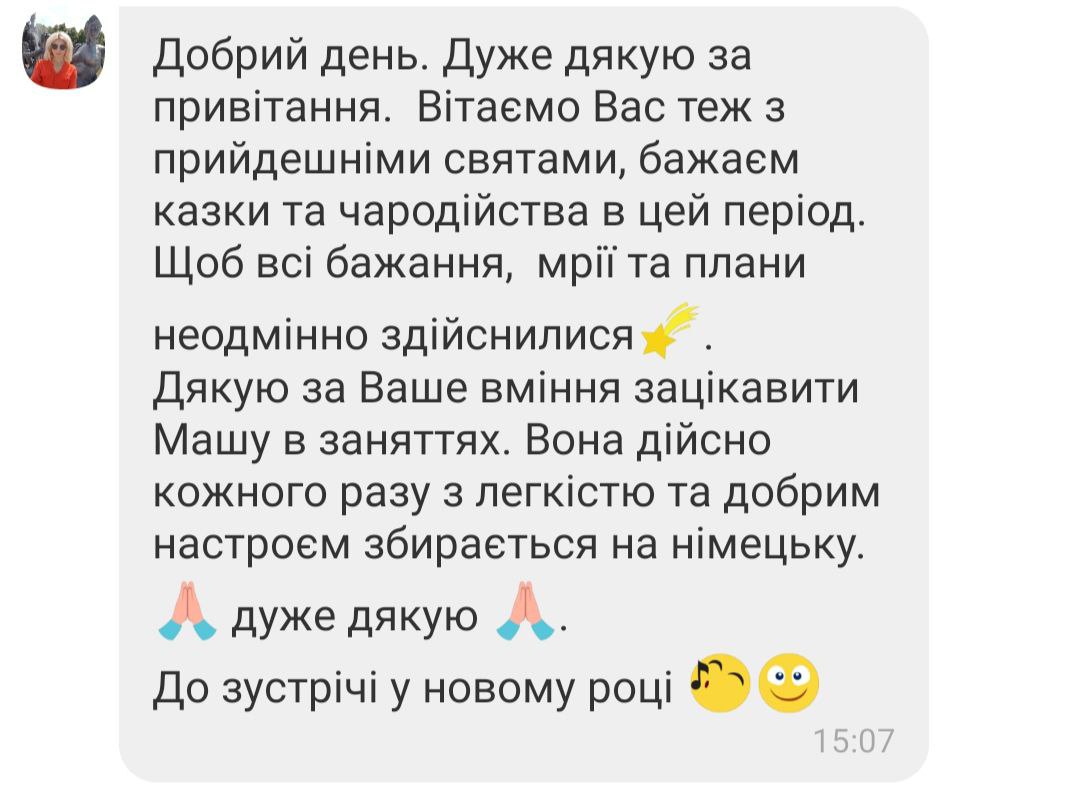 Добрий день. Дуже дякую за
привітання.  Вітаємо Вас теж з
прийдешніми святами, бажаєм
казки та чародійства в цей період.
Щоб всі бажання,  мрії та плани
неодмінно здійснилися🌠.
Дякую за Ваше вміння зацікавити
Машу в заняттях. Вона дійсно
кожного разу з легкістю та добрим
настроєм збирається на німецьку.
🙏 дуже дякую 🙏.
До зустрічі у новому році
15:07